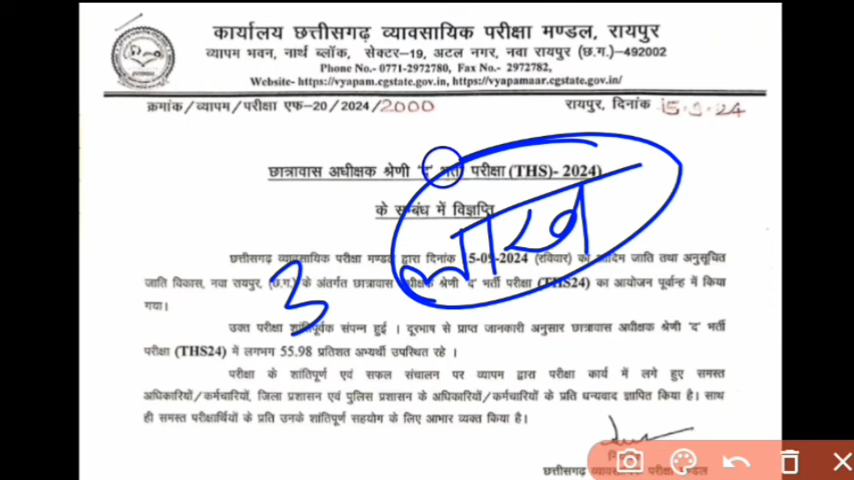 कार्यालय छत्तीसगढ़ व्यावसायिक परीक्षा मण्डल, रायपुर
व्यापम भवन, नार्थ ब्लॉक, सेक्टर-19, अटल नगर, नवा रायपुर (छ.ग.)-492002
Phone No.- 0771-2972780, Fax No.- 2972782,
Website- https://vyapam.cgstate.gov.in, https://vyapamaar.cgstate.gov.in/
क्रमांक/व्यापम/परीक्षा एफ-20/2024/2000 रायपुर, दिनांक 15.9.24
छात्रावास अधीक्षक श्रेणी 'द' भर्ती परीक्षा (THS)- 2024)
के सम्बंध में विज्ञप्ति
3 लाख
छत्तीसगढ़ व्यावसायिक परीक्षा मण्डल द्वारा दिनांक 15-09-2024 (रविवार) को आदिम जाति तथा अनुसूचित
जाति विकास, नवा रायपुर, (छ.ग.) के अंतर्गत छात्रावास अधीक्षक श्रेणी 'द' भर्ती परीक्षा (THS24) का आयोजन पूर्वान्ह में किया
गया।
उक्त परीक्षा शांतिपूर्वक संपन्न हुई । दूरभाष से प्राप्त जानकारी अनुसार छात्रावास अधीक्षक श्रेणी 'द' भर्ती
परीक्षा (THS24) में लगभग 55.98 प्रतिशत अभ्यर्थी उपस्थित रहे ।
परीक्षा के शांतिपूर्ण एवं सफल संचालन पर व्यापम द्वारा परीक्षा कार्य में लगे हुए समस्त
अधिकारियों/कर्मचारियों, जिला प्रशासन एवं पुलिस प्रशासन के अधिकारियों/कर्मचारियों के प्रति धन्यवाद ज्ञापित किया है। साथ
ही समस्त परीक्षार्थियों के प्रति उनके शांतिपूर्ण सहयोग के लिए आभार व्यक्त किया है।
छत्तीसगढ़ व्यावसायिक परीक्षा मण्डल